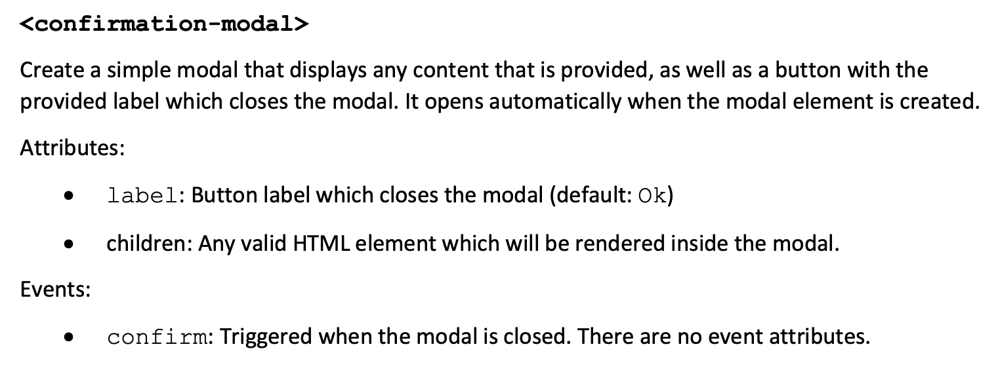 <confirmation-modal>
Create a simple modal that displays any content that is provided, as well as a button with the
provided label which closes the modal. It opens automatically when the modal element is created.
Attributes:
• label: Button label which closes the modal (default: Ok)
• children: Any valid HTML element which will be rendered inside the modal.
Events:
• confirm: Triggered when the modal is closed. There are no event attributes.